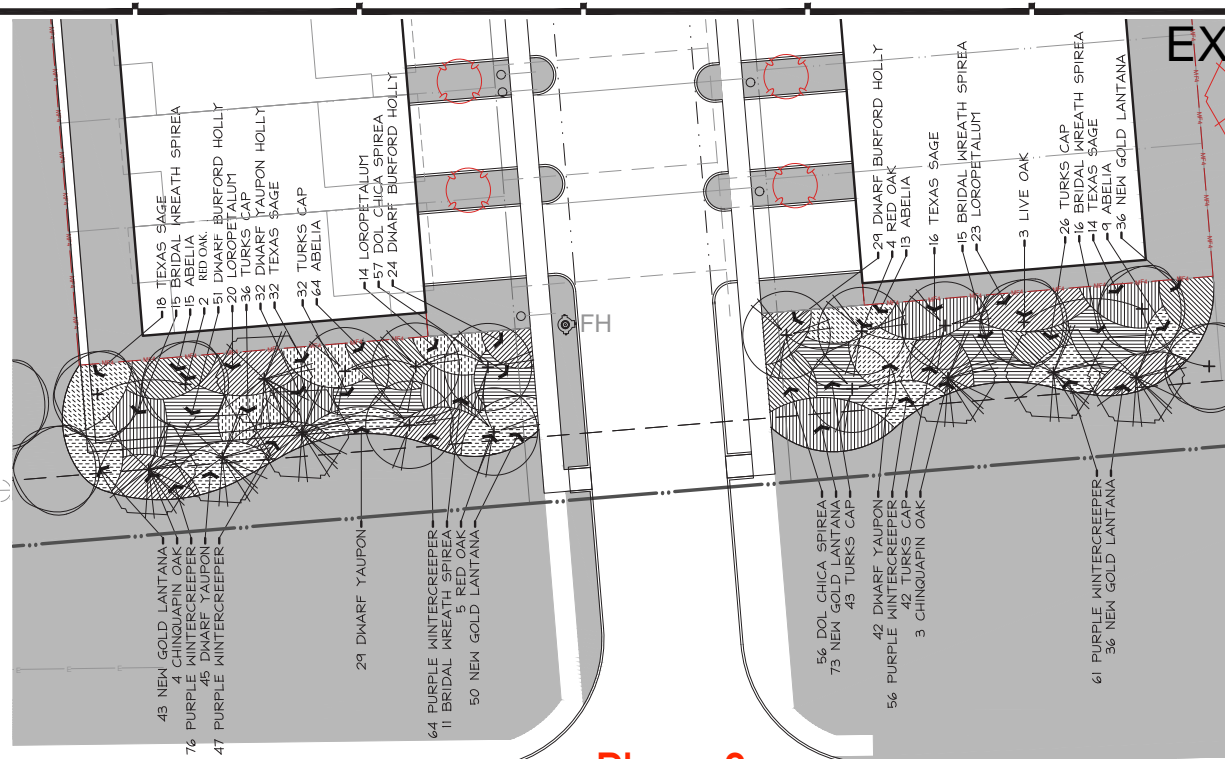 EX
18 TEXAS SAGE
15 BRIDAL WREATH SPIREA
15 ABELIA
2 RED OAK
51 DWARF BURFORD HOLLY
20 LOROPETALUM
36 TURKS CAP
32 DWARF YAUPON HOLLY
32 TEXAS SAGE
32 TURKS CAP
64 ABELIA
14 LOROPETALUM
57 DOL CHICA SPIREA
24 DWARF BURFORD HOLLY
29 DWARF BURFORD HOLLY
4 RED OAK
13 ABELIA
16 TEXAS SAGE
15 BRIDAL WREATH SPIREA
23 LOROPETALUM
3 LIVE OAK
26 TURKS CAP
16 BRIDAL WREATH SPIREA
14 TEXAS SAGE
9 ABELIA
36 NEW GOLD LANTANA
FH
43 NEW GOLD LANTANA
4 CHINQUAPIN OAK
76 PURPLE WINTERCREEPER
45 DWARF YAUPON
47 PURPLE WINTERCREEPER
29 DWARF YAUPON
64 PURPLE WINTERCREEPER
11 BRIDAL WREATH SPIREA
5 RED OAK
50 NEW GOLD LANTANA
56 DOL CHICA SPIREA
73 NEW GOLD LANTANA
43 TURKS CAP
42 DWARF YAUPON
56 PURPLE WINTERCREEPER
42 TURKS CAP
3 CHINQUAPIN OAK
61 PURPLE WINTERCREEPER
36 NEW GOLD LANTANA